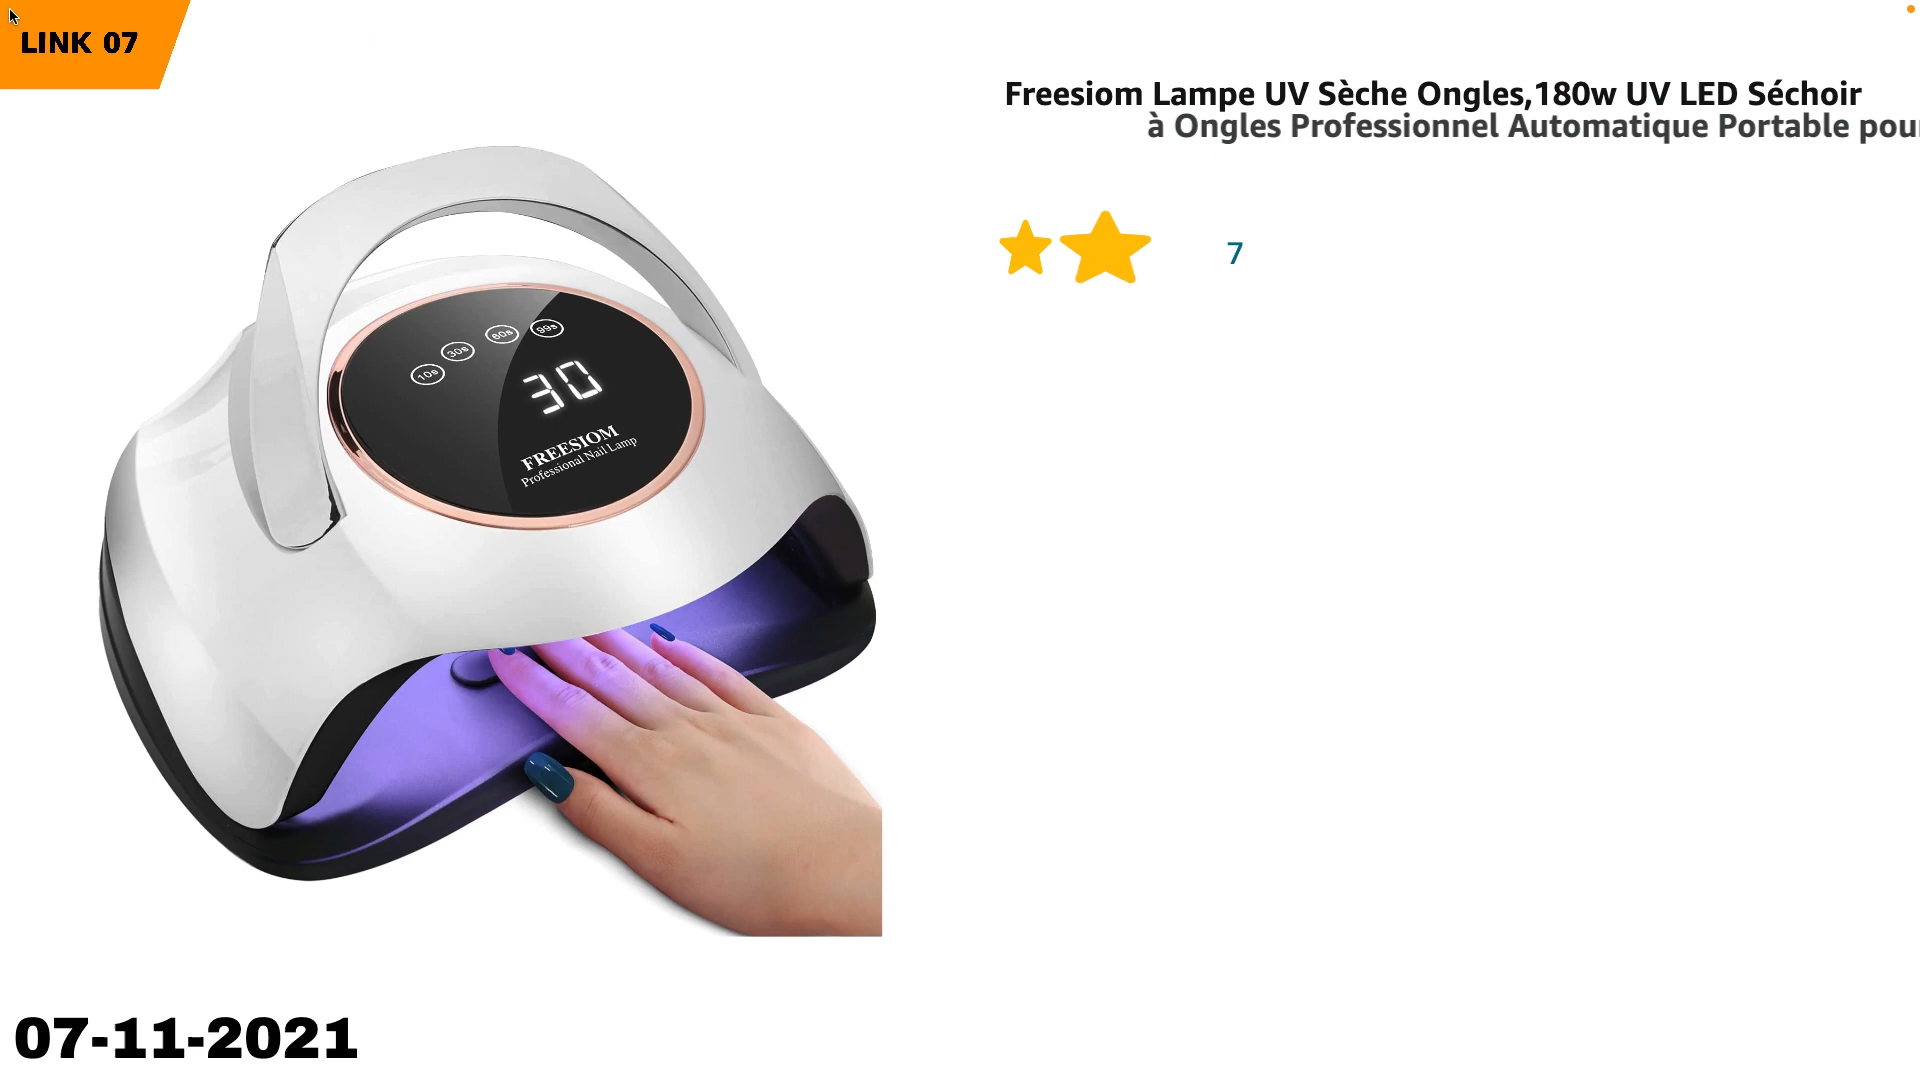 LINK 07
Freesiom Lampe UV Sèche Ongles,180w UV LED Séchoir
à Ongles Professionnel Automatique Portable pour
7
10s 30s 60s 99s
30
FREESIOM
Professional Nail Lamp
07-11-2021